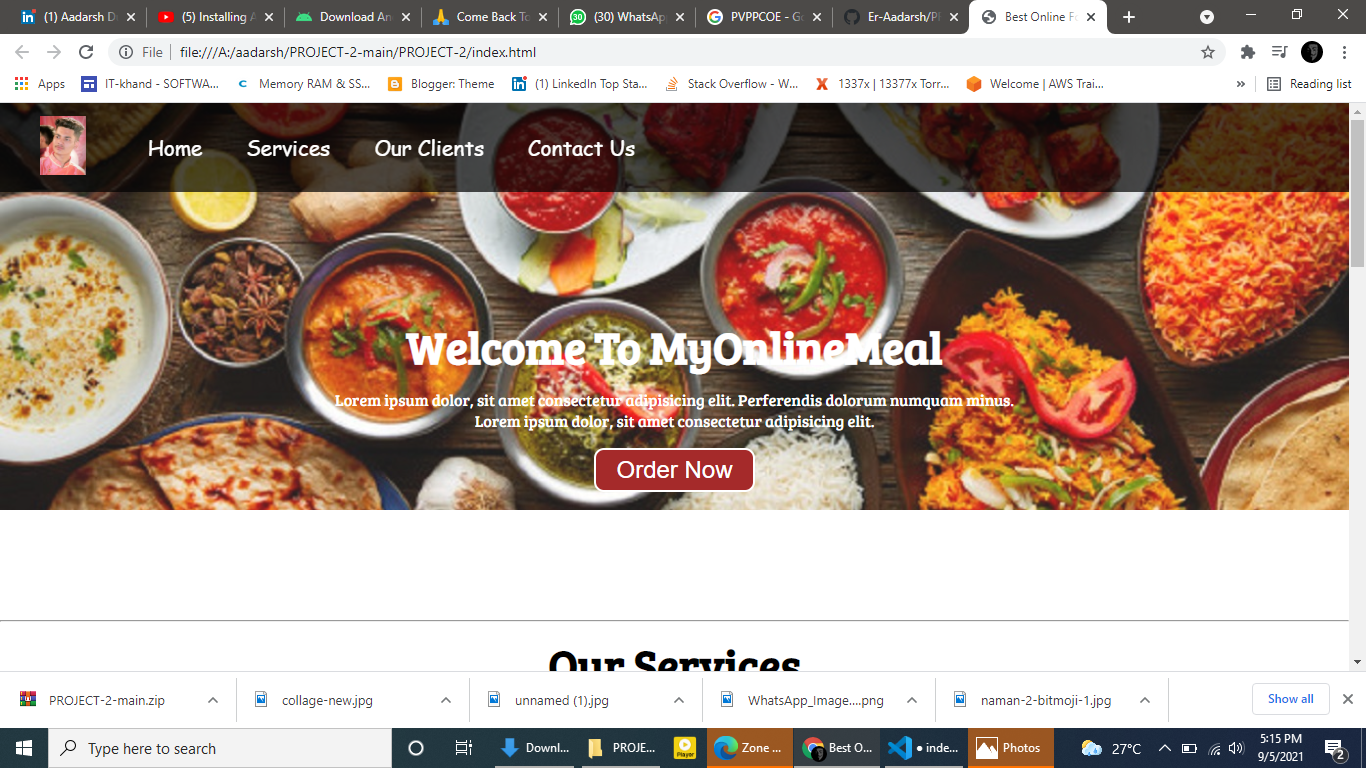 (1) Aadarsh D
(5) Installing A
Download An
Come Back To
(30) WhatsAp
PVPPCOE - Go
Er-Aadarsh/P
Best Online Fo
File
file:///A:/aadarsh/PROJECT-2-main/PROJECT-2/index.html
Apps
IT-khand - SOFTWA...
Memory RAM & SS...
Blogger: Theme
(1) LinkedIn Top Sta...
Stack Overflow - W...
1337x | 13377x Torr...
Welcome | AWS Trai...
»
Reading list
Home
Services
Our Clients
Contact Us
Welcome To MyOnlineMeal
Lorem ipsum dolor, sit amet consectetur adipisicing elit. Perferendis dolorum numquam minus.
Lorem ipsum dolor, sit amet consectetur adipisicing elit.
Order Now
Our Services
PROJECT-2-main.zip
collage-new.jpg
unnamed (1).jpg
WhatsApp_Image....png
naman-2-bitmoji-1.jpg
Show all
Type here to search
Downl...
PROJE...
Player
Zone ...
Best O...
● inde...
Photos
27°C
5:15 PM
9/5/2021
2